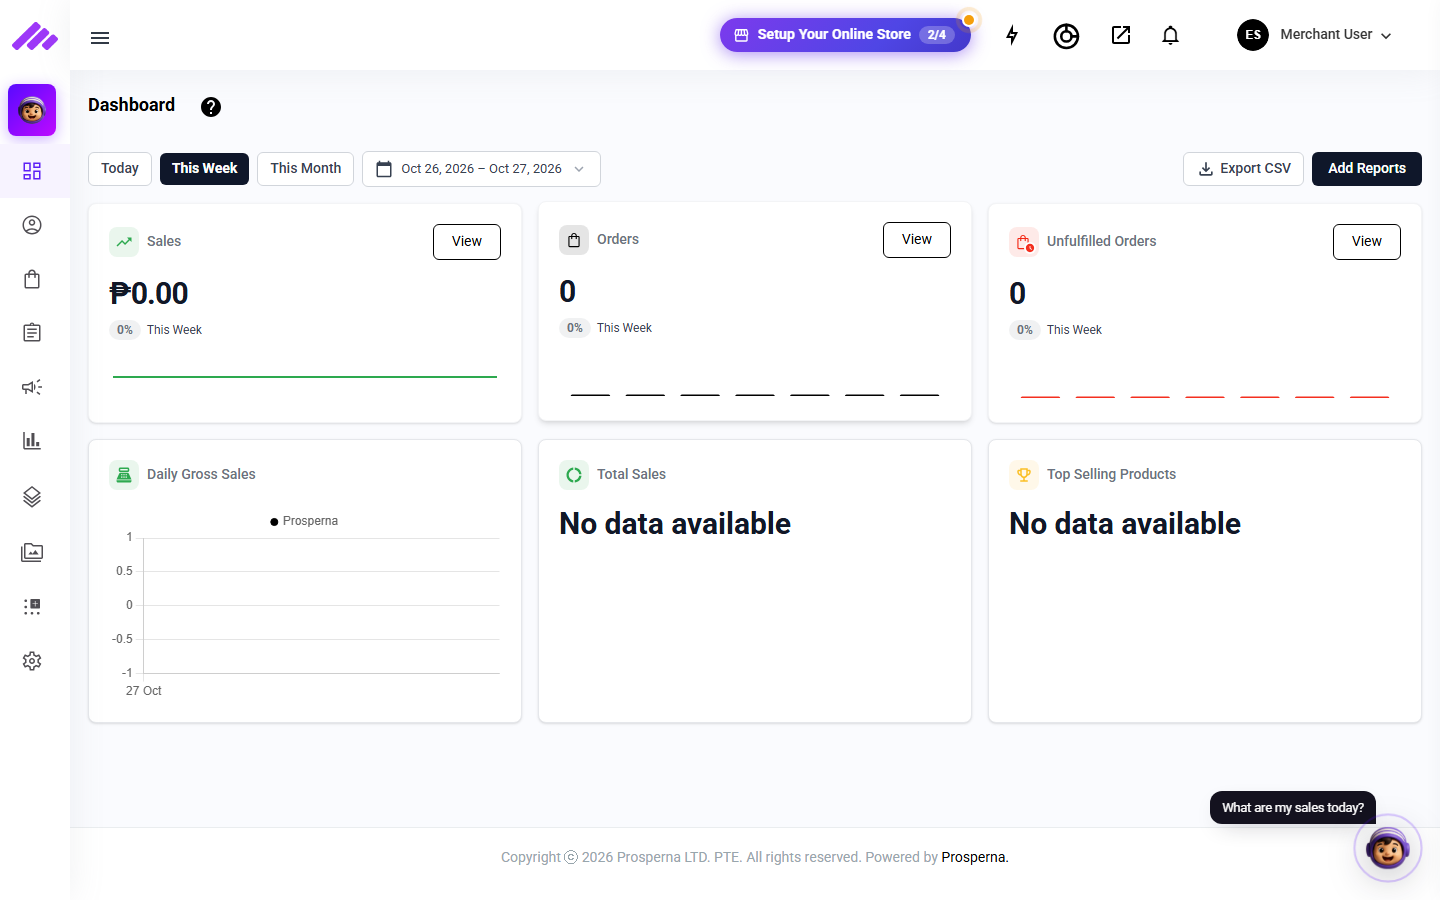 Setup Your Online Store 2/4
ES Merchant User
Dashboard
Today
This Week
This Month
Oct 26, 2026 – Oct 27, 2026
Export CSV
Add Reports
Sales
View
₱0.00
0% This Week
Orders
View
0
0% This Week
Unfulfilled Orders
View
0
0% This Week
Daily Gross Sales
Prosperna
1
0.5
0
-0.5
-1
27 Oct
Total Sales
No data available
Top Selling Products
No data available
What are my sales today?
Copyright © 2026 Prosperna LTD. PTE. All rights reserved. Powered by Prosperna.